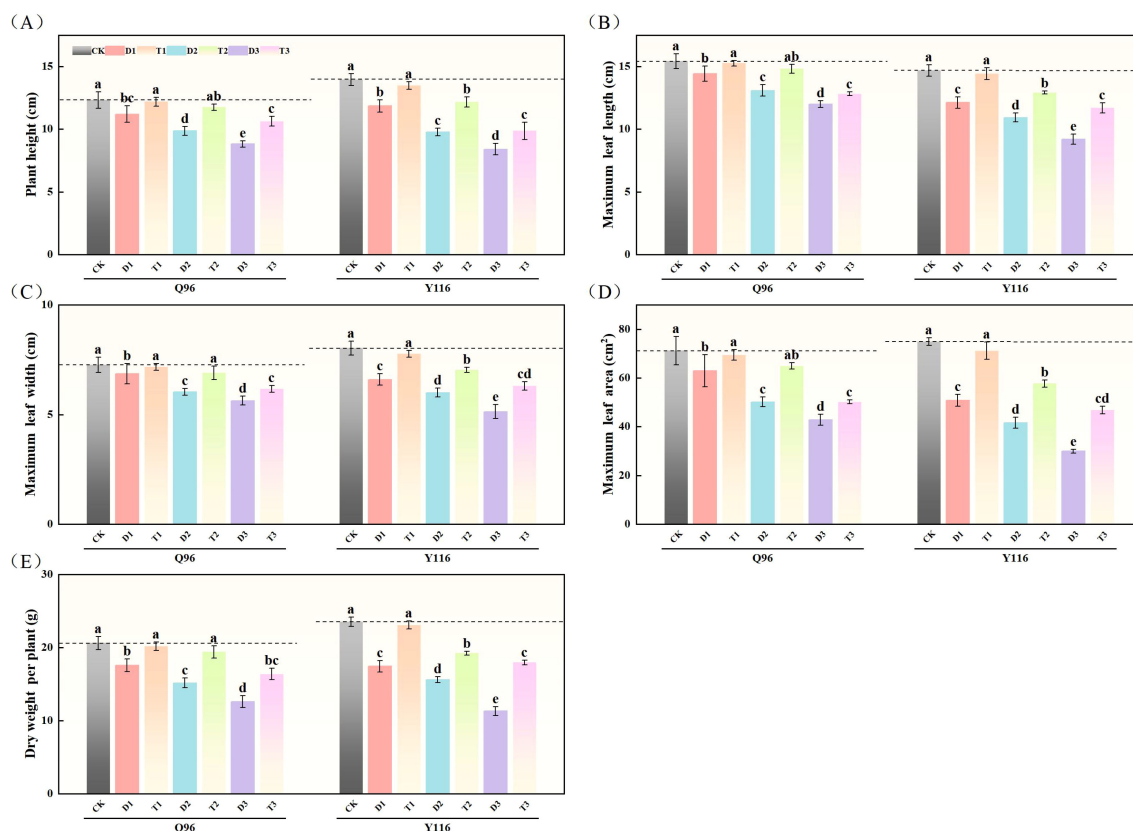 (A)
CK D1 T1 D2 T2 D3 T3
Plant height (cm)
15
10
5
0
a bc a d ab e c
a b a c b d c
CK D1 T1 D2 T2 D3 T3
CK D1 T1 D2 T2 D3 T3
Q96 Y116
(B)
Maximum leaf length (cm)
15
10
5
0
a b a c ab d c
a c a d b e c
CK D1 T1 D2 T2 D3 T3
CK D1 T1 D2 T2 D3 T3
Q96 Y116
(C)
Maximum leaf width (cm)
10
5
0
a b a c a d c
a c a d b e cd
CK D1 T1 D2 T2 D3 T3
CK D1 T1 D2 T2 D3 T3
Q96 Y116
(D)
Maximum leaf area (cm²)
80
60
40
20
0
a b a c ab d c
a c a d b e cd
CK D1 T1 D2 T2 D3 T3
CK D1 T1 D2 T2 D3 T3
Q96 Y116
(E)
Dry weight per plant (g)
30
20
10
0
a b a c a d bc
a c a d b e c
CK D1 T1 D2 T2 D3 T3
CK D1 T1 D2 T2 D3 T3
Q96 Y116